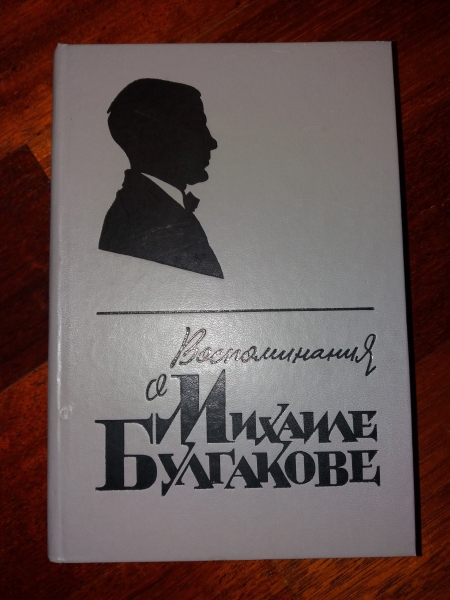 Воспоминания
о Михаиле
Булгакове